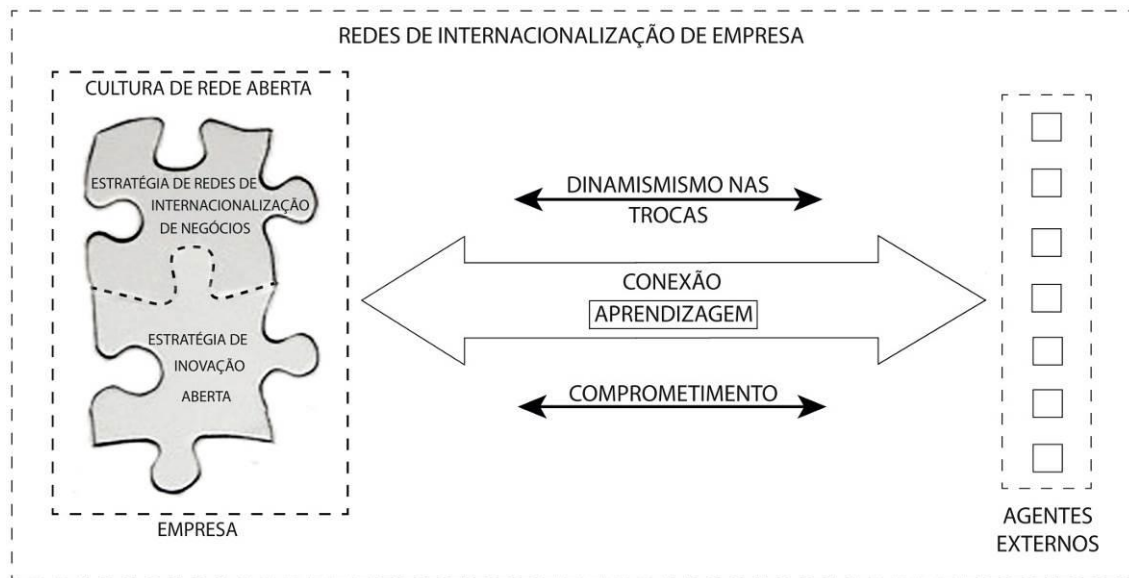 REDES DE INTERNACIONALIZAÇÃO DE EMPRESA
CULTURA DE REDE ABERTA
ESTRATÉGIA DE REDES DE
INTERNACIONALIZAÇÃO
DE NEGÓCIOS
ESTRATÉGIA DE
INOVAÇÃO
ABERTA
EMPRESA
DINAMISMISMO NAS
TROCAS
CONEXÃO
APRENDIZAGEM
COMPROMETIMENTO
AGENTES
EXTERNOS